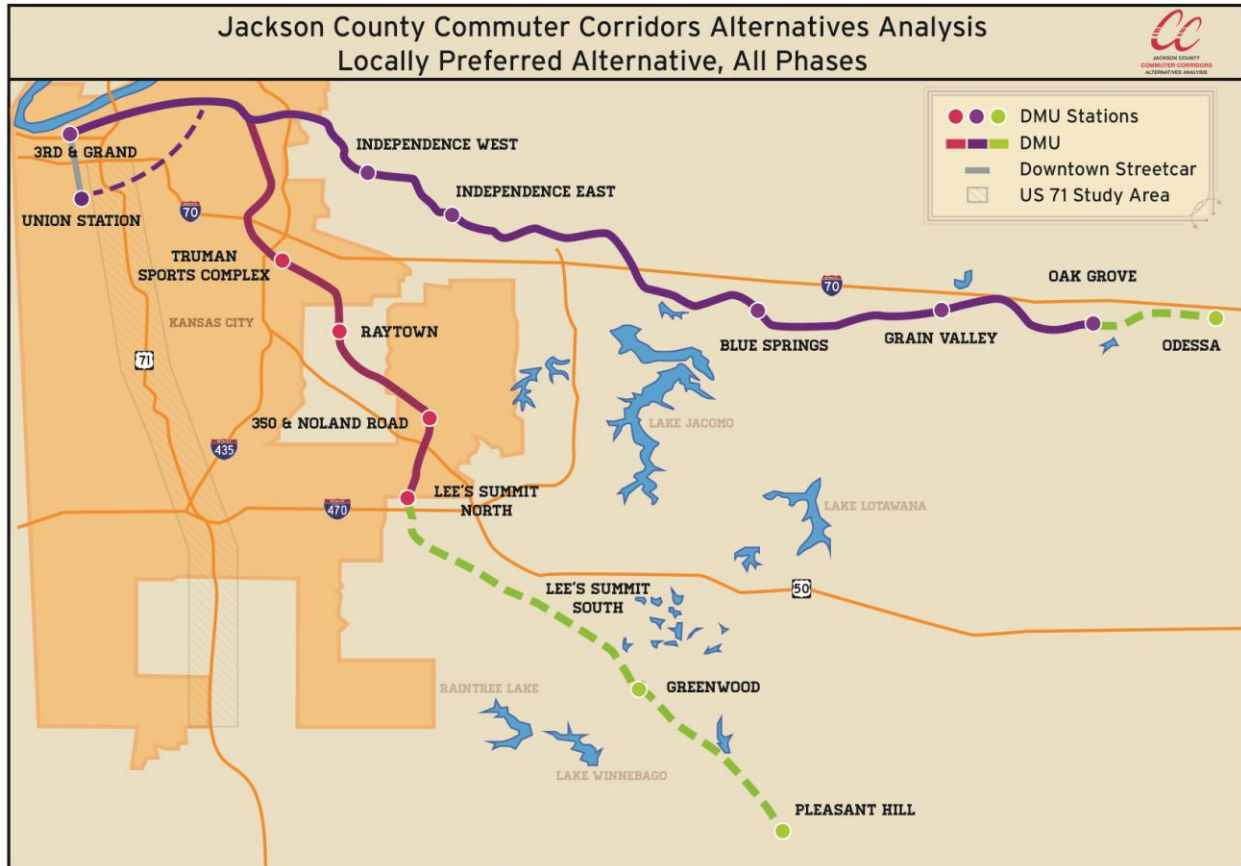 Jackson County Commuter Corridors Alternatives Analysis
Locally Preferred Alternative, All Phases
CC
JACKSON COUNTY
COMMUTER CORRIDORS
ALTERNATIVES ANALYSIS
DMU Stations
DMU
Downtown Streetcar
US 71 Study Area
3RD & GRAND
UNION STATION
INDEPENDENCE WEST
INDEPENDENCE EAST
70
TRUMAN
SPORTS COMPLEX
KANSAS CITY
RAYTOWN
71
70
OAK GROVE
BLUE SPRINGS
GRAIN VALLEY
ODESSA
350 & NOLAND ROAD
LAKE JACOMO
435
LEE'S SUMMIT
NORTH
470
LAKE LOTAWANA
LEE'S SUMMIT
SOUTH
50
RAINTREE LAKE
GREENWOOD
LAKE WINNEBAGO
PLEASANT HILL